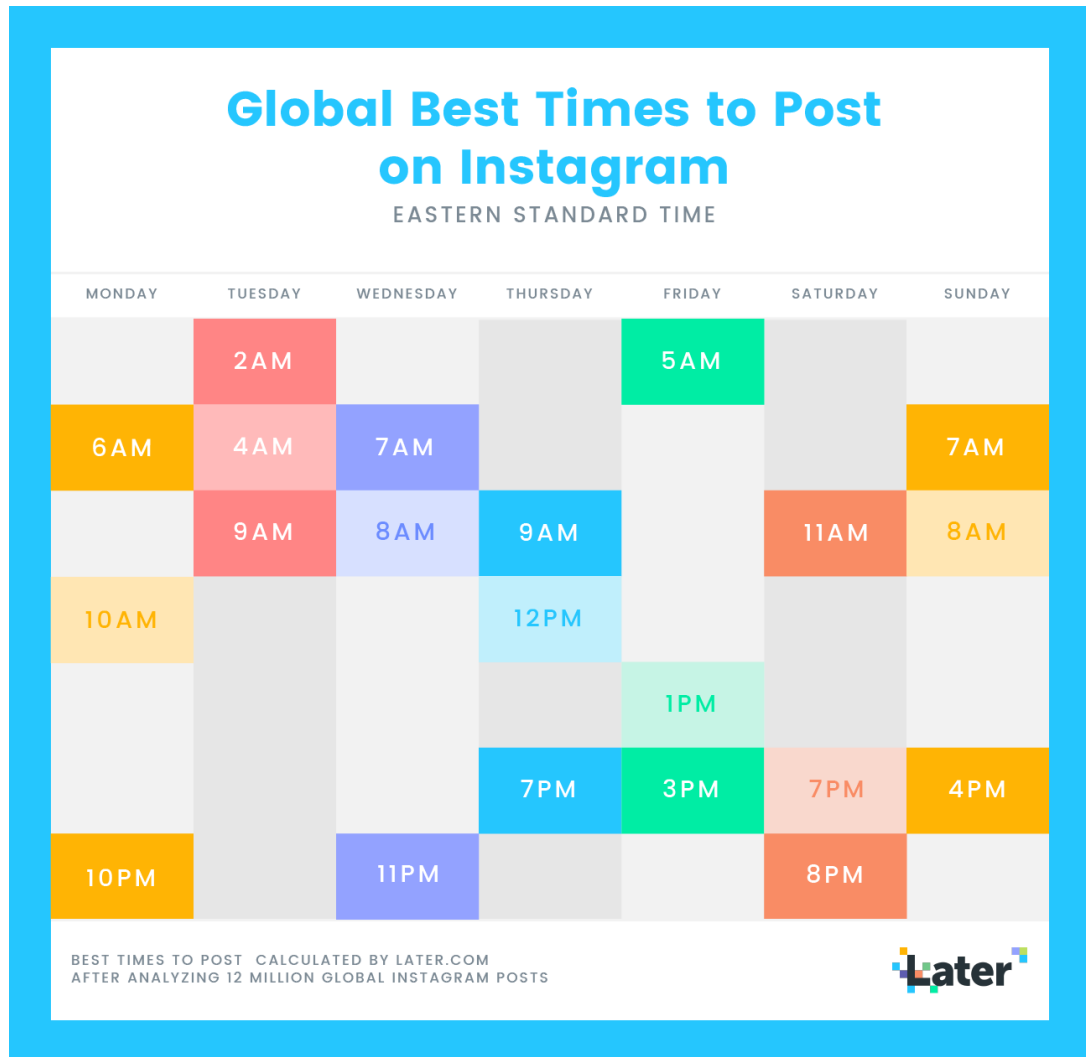 Global Best Times to Post
on Instagram
EASTERN STANDARD TIME
MONDAY TUESDAY WEDNESDAY THURSDAY FRIDAY SATURDAY SUNDAY
2AM 5AM
6AM 4AM 7AM 7AM
9AM 8AM 9AM 11AM 8AM
10AM 12PM
1PM
7PM 3PM 7PM 4PM
10PM 11PM 8PM
BEST TIMES TO POST CALCULATED BY LATER.COM
AFTER ANALYZING 12 MILLION GLOBAL INSTAGRAM POSTS
Later